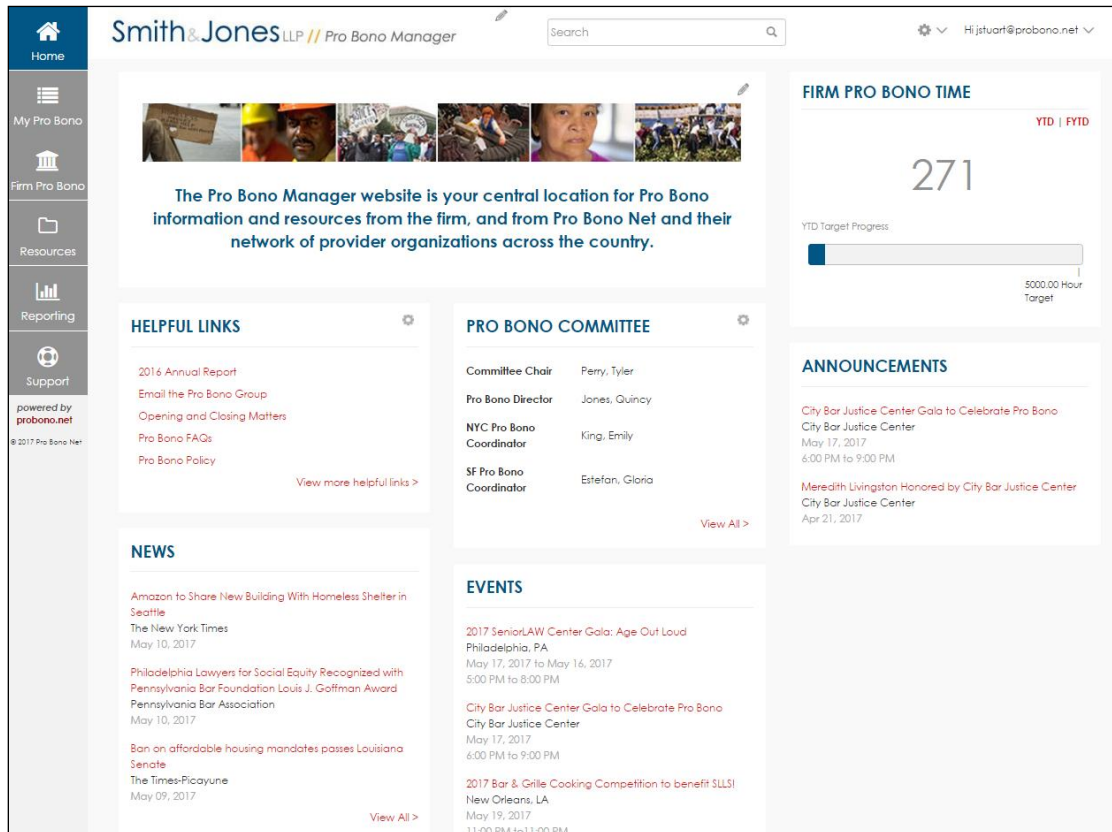 Home
My Pro Bono
Firm Pro Bono
Resources
Reporting
Support
powered by
probono.net
© 2017 Pro Bono Net
Smith&Jones LLP // Pro Bono Manager
Search
Hi jstuart@probono.net
The Pro Bono Manager website is your central location for Pro Bono
information and resources from the firm, and from Pro Bono Net and their
network of provider organizations across the country.
HELPFUL LINKS
2016 Annual Report
Email the Pro Bono Group
Opening and Closing Matters
Pro Bono FAQs
Pro Bono Policy
View more helpful links >
NEWS
Amazon to Share New Building With Homeless Shelter in
Seattle
The New York Times
May 10, 2017
Philadelphia Lawyers for Social Equity Recognized with
Pennsylvania Bar Foundation Louis J. Goffman Award
Pennsylvania Bar Association
May 10, 2017
Ban on affordable housing mandates passes Louisiana
Senate
The Times-Picayune
May 09, 2017
View All >
PRO BONO COMMITTEE
Committee Chair Perry, Tyler
Pro Bono Director Jones, Quincy
NYC Pro Bono
Coordinator King, Emily
SF Pro Bono
Coordinator Estefan, Gloria
View All >
EVENTS
2017 SeniorLAW Center Gala: Age Out Loud
Philadelphia, PA
May 17, 2017 to May 16, 2017
5:00 PM to 8:00 PM
City Bar Justice Center Gala to Celebrate Pro Bono
City Bar Justice Center
May 17, 2017
6:00 PM to 9:00 PM
2017 Bar & Grille Cooking Competition to benefit SLLS!
New Orleans, LA
May 19, 2017
11:00 PM to 11:00 PM
FIRM PRO BONO TIME
YTD | FYTD
271
YTD Target Progress
5000.00 Hour
Target
ANNOUNCEMENTS
City Bar Justice Center Gala to Celebrate Pro Bono
City Bar Justice Center
May 17, 2017
6:00 PM to 9:00 PM
Meredith Livingston Honored by City Bar Justice Center
City Bar Justice Center
Apr 21, 2017